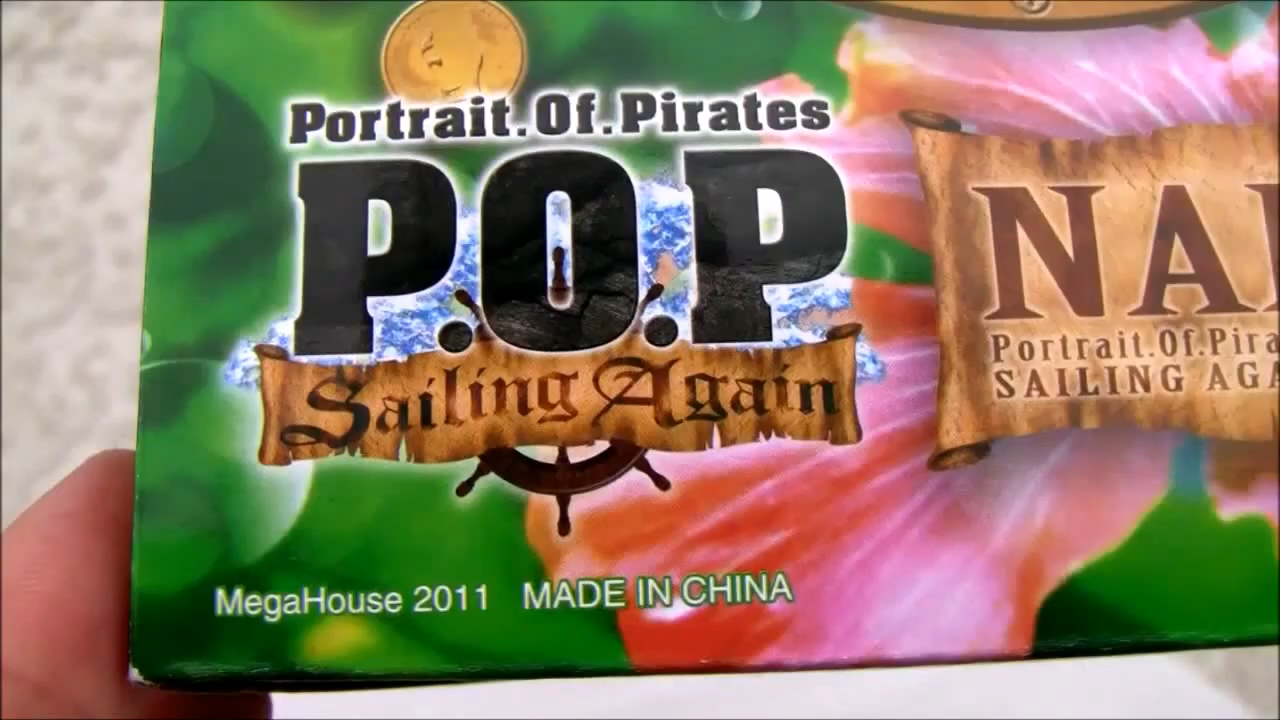 Portrait.Of.Pirates
P.O.P
Sailing Again
NA
Portrait.Of.Pira
SAILING AGA
MegaHouse 2011 MADE IN CHINA